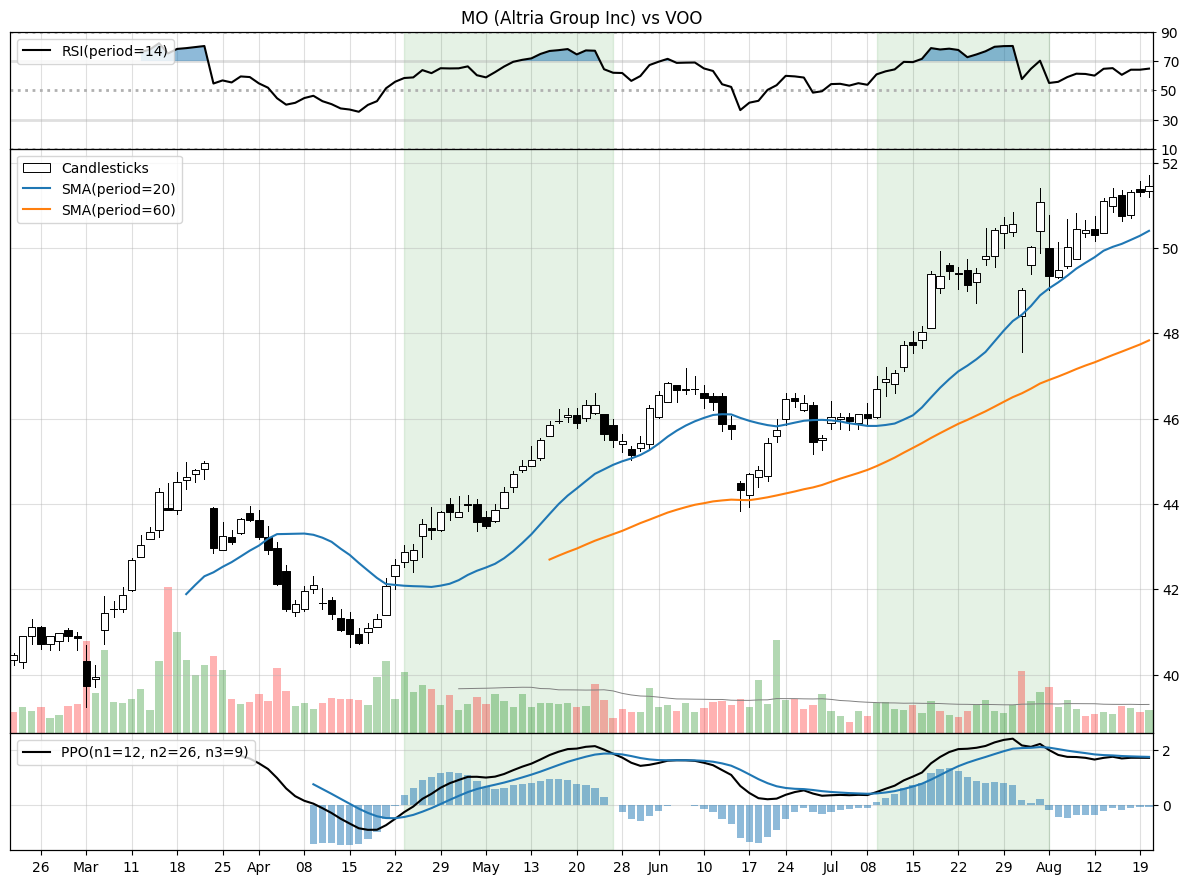 MO (Altria Group Inc) vs VOO
RSI(period=14)
90
70
50
30
10
Candlesticks
SMA(period=20)
SMA(period=60)
52
50
48
46
44
42
40
PPO(n1=12, n2=26, n3=9)
2
0
26 Mar 11 18 25 Apr 08 15 22 29 May 13 20 28 Jun 10 17 24 Jul 08 15 22 29 Aug 12 19